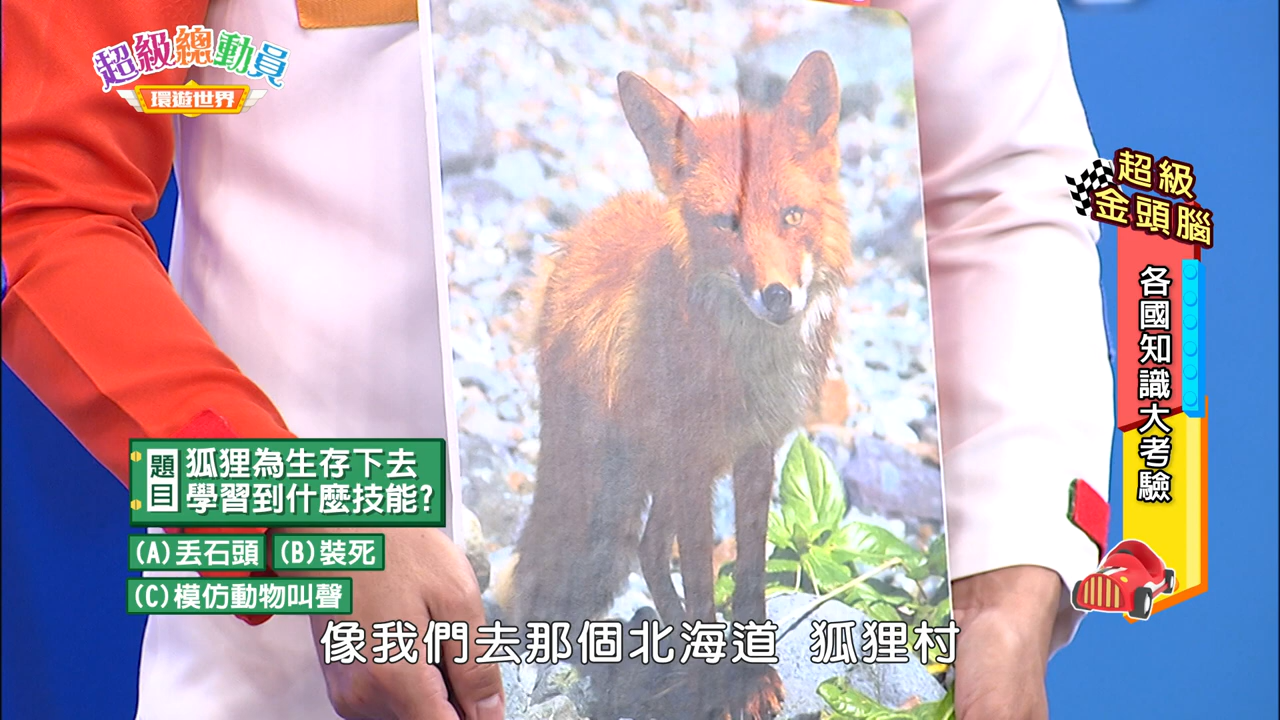 超級總動員
環遊世界
超級
金頭腦
各國知識大考驗
題目
狐狸為生存下去
學習到什麼技能?
(A)丟石頭
(B)裝死
(C)模仿動物叫聲
像我們去那個北海道 狐狸村